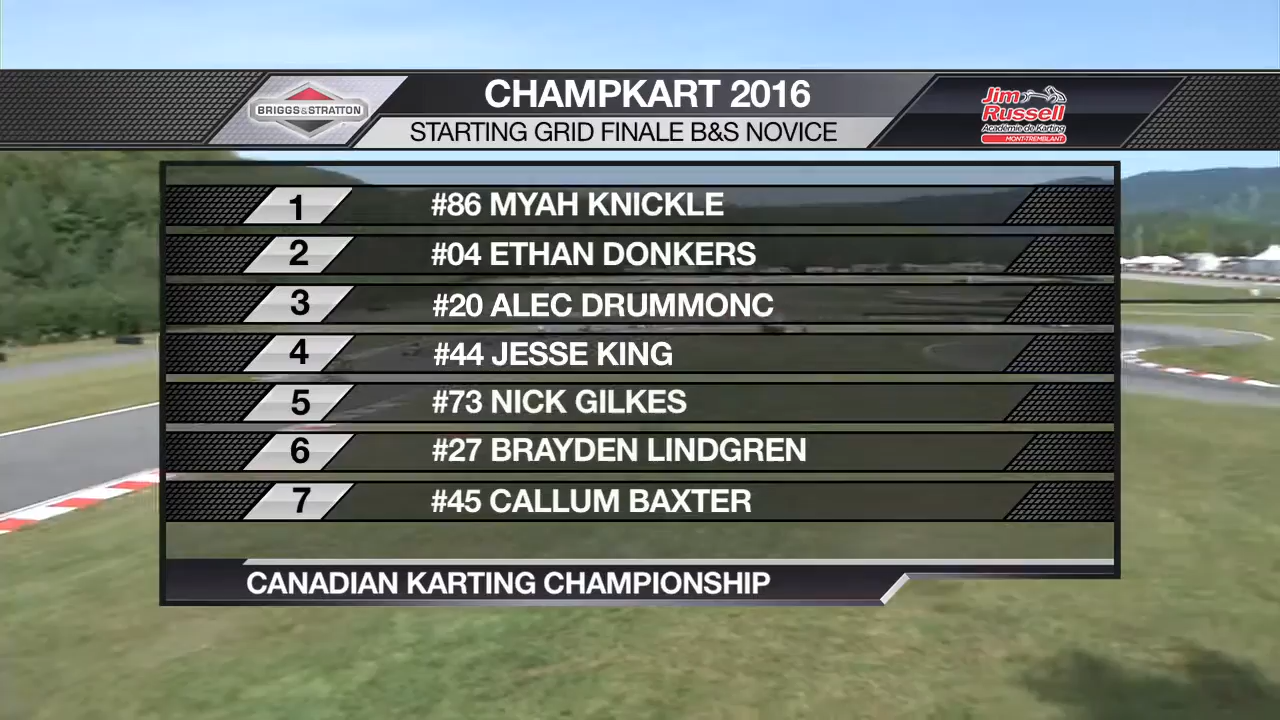 CHAMPKART 2016
BRIGGS&STRATTON
STARTING GRID FINALE B&S NOVICE
Jim
Russell
Académie de Karting
MONT-TREMBLANT
1 #86 MYAH KNICKLE
2 #04 ETHAN DONKERS
3 #20 ALEC DRUMMONC
4 #44 JESSE KING
5 #73 NICK GILKES
6 #27 BRAYDEN LINDGREN
7 #45 CALLUM BAXTER
CANADIAN KARTING CHAMPIONSHIP